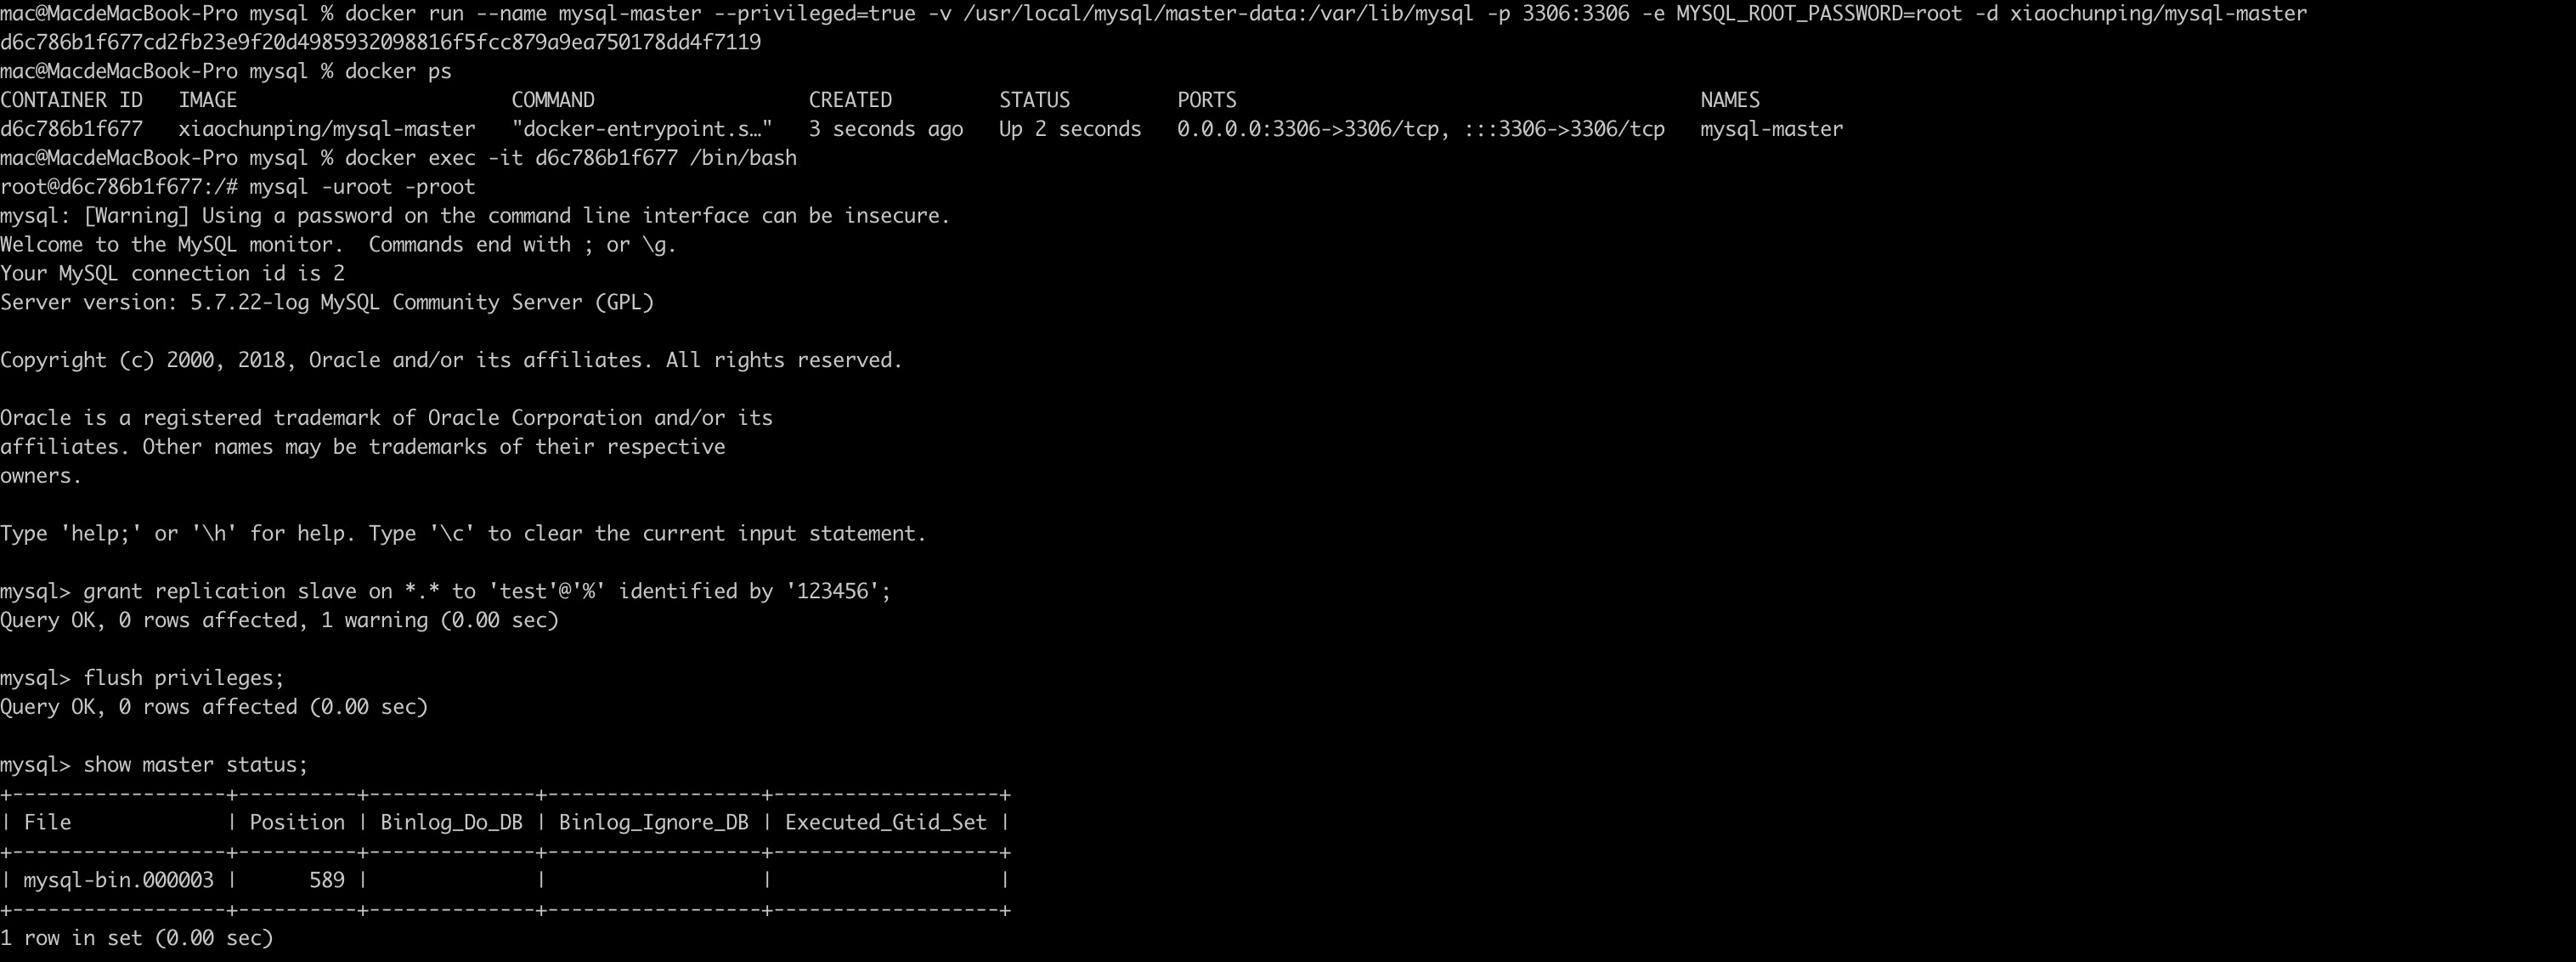 mac@MacdeMacBook-Pro mysql % docker run --name mysql-master --privileged=true -v /usr/local/mysql/master-data:/var/lib/mysql -p 3306:3306 -e MYSQL_ROOT_PASSWORD=root -d xiaochunping/mysql-master
d6c786b1f677cd2fb23e9f20d4985932098816f5fcc879a9ea750178dd4f7119
mac@MacdeMacBook-Pro mysql % docker ps
CONTAINER ID   IMAGE                       COMMAND                  CREATED         STATUS         PORTS                                       NAMES
d6c786b1f677   xiaochunping/mysql-master   "docker-entrypoint.s…"   3 seconds ago   Up 2 seconds   0.0.0.0:3306->3306/tcp, :::3306->3306/tcp   mysql-master
mac@MacdeMacBook-Pro mysql % docker exec -it d6c786b1f677 /bin/bash
root@d6c786b1f677:/# mysql -uroot -proot
mysql: [Warning] Using a password on the command line interface can be insecure.
Welcome to the MySQL monitor.  Commands end with ; or \g.
Your MySQL connection id is 2
Server version: 5.7.22-log MySQL Community Server (GPL)

Copyright (c) 2000, 2018, Oracle and/or its affiliates. All rights reserved.

Oracle is a registered trademark of Oracle Corporation and/or its
affiliates. Other names may be trademarks of their respective
owners.

Type 'help;' or '\h' for help. Type '\c' to clear the current input statement.

mysql> grant replication slave on *.* to 'test'@'%' identified by '123456';
Query OK, 0 rows affected, 1 warning (0.00 sec)

mysql> flush privileges;
Query OK, 0 rows affected (0.00 sec)

mysql> show master status;
+------------------+----------+--------------+------------------+-------------------+
| File             | Position | Binlog_Do_DB | Binlog_Ignore_DB | Executed_Gtid_Set |
+------------------+----------+--------------+------------------+-------------------+
| mysql-bin.000003 |      589 |              |                  |                   |
+------------------+----------+--------------+------------------+-------------------+
1 row in set (0.00 sec)